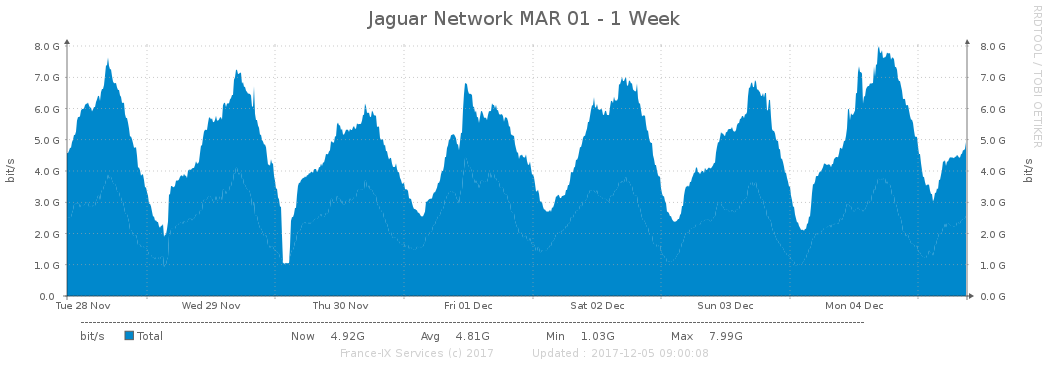 Jaguar Network MAR 01 - 1 Week
RRDTOOL / TOBI OETIKER
bit/s
bit/s
8.0 G 8.0 G
7.0 G 7.0 G
6.0 G 6.0 G
5.0 G 5.0 G
4.0 G 4.0 G
3.0 G 3.0 G
2.0 G 2.0 G
1.0 G 1.0 G
0.0 0.0 G
Tue 28 Nov Wed 29 Nov Thu 30 Nov Fri 01 Dec Sat 02 Dec Sun 03 Dec Mon 04 Dec
bit/s Total Now 4.92G Avg 4.81G Min 1.03G Max 7.99G
France-IX Services (c) 2017 Updated : 2017-12-05 09:00:08